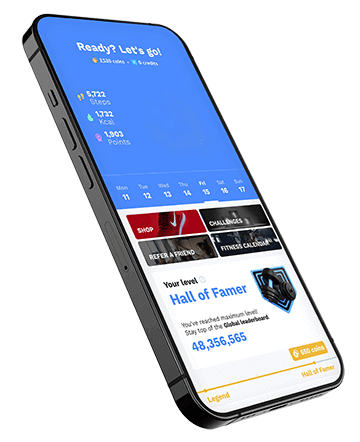 Ready? Let's go!
2,125 coins • 0 credits
5,722
Steps
1,732
Kcal
1,903
Points
Mon Tue Wed Thu Fri Sat Sun
11 12 13 14 15 16 17
SHOP
CHALLENGES
REFER A FRIEND
FITNESS CALENDAR
Your level
Hall of Famer
You've reached maximum level!
Stay top of the Global leaderboard.
48,356,565
650 coins
Legend
Hall of Famer